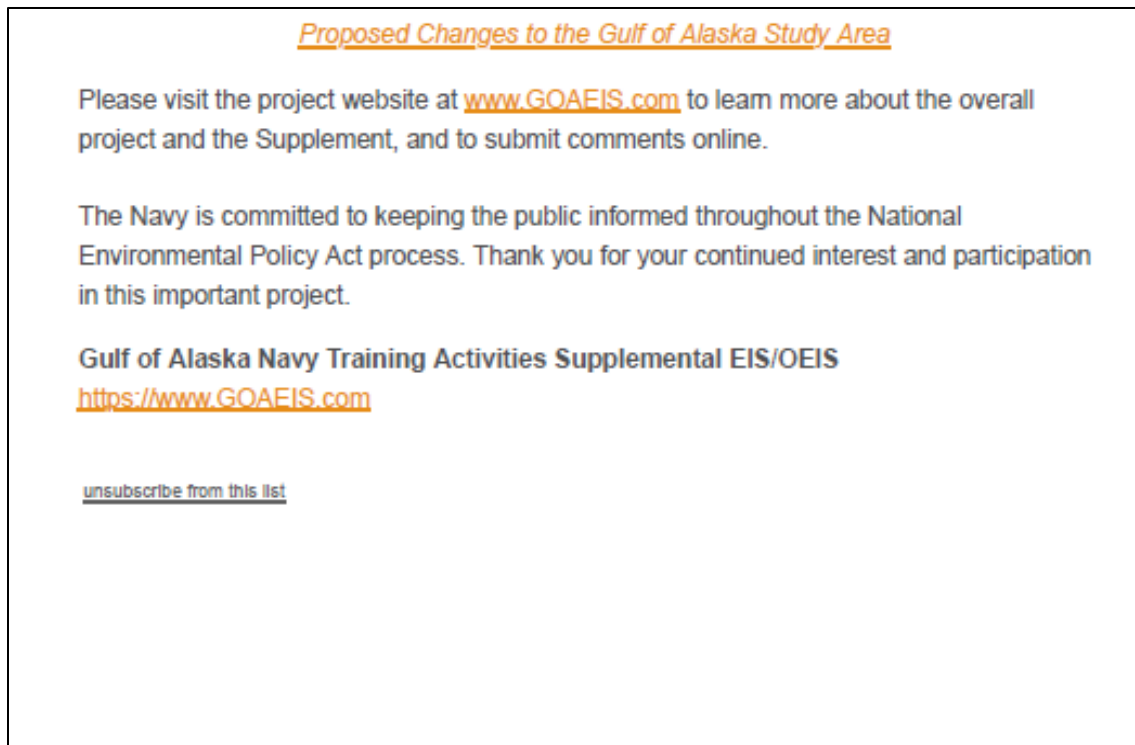 Proposed Changes to the Gulf of Alaska Study Area
Please visit the project website at www.GOAEIS.com to learn more about the overall
project and the Supplement, and to submit comments online.
The Navy is committed to keeping the public informed throughout the National
Environmental Policy Act process. Thank you for your continued interest and participation
in this important project.
Gulf of Alaska Navy Training Activities Supplemental EIS/OEIS
https://www.GOAEIS.com
unsubscribe from this list